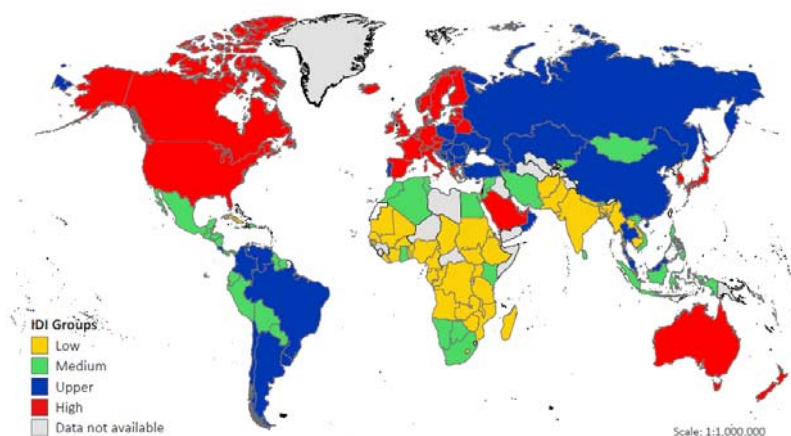 IDI Groups
Low
Medium
Upper
High
Data not available
Scale: 1:1.000.000